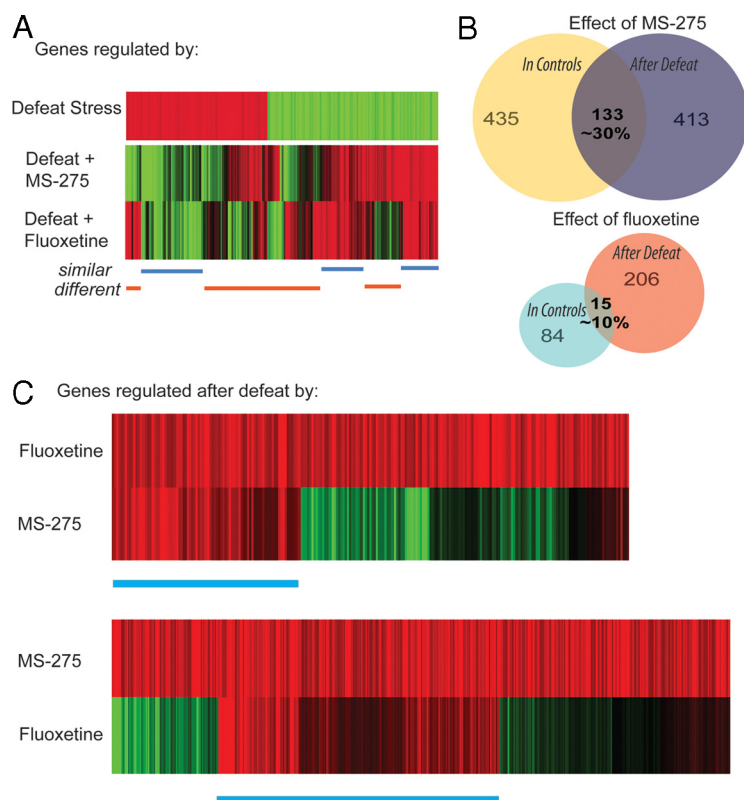 A
Genes regulated by:
Defeat Stress
Defeat +
MS-275
Defeat +
Fluoxetine
similar
different
B
Effect of MS-275
In Controls
After Defeat
435
133
~30%
413
Effect of fluoxetine
After Defeat
206
In Controls
15
~10%
84
C
Genes regulated after defeat by:
Fluoxetine
MS-275
MS-275
Fluoxetine